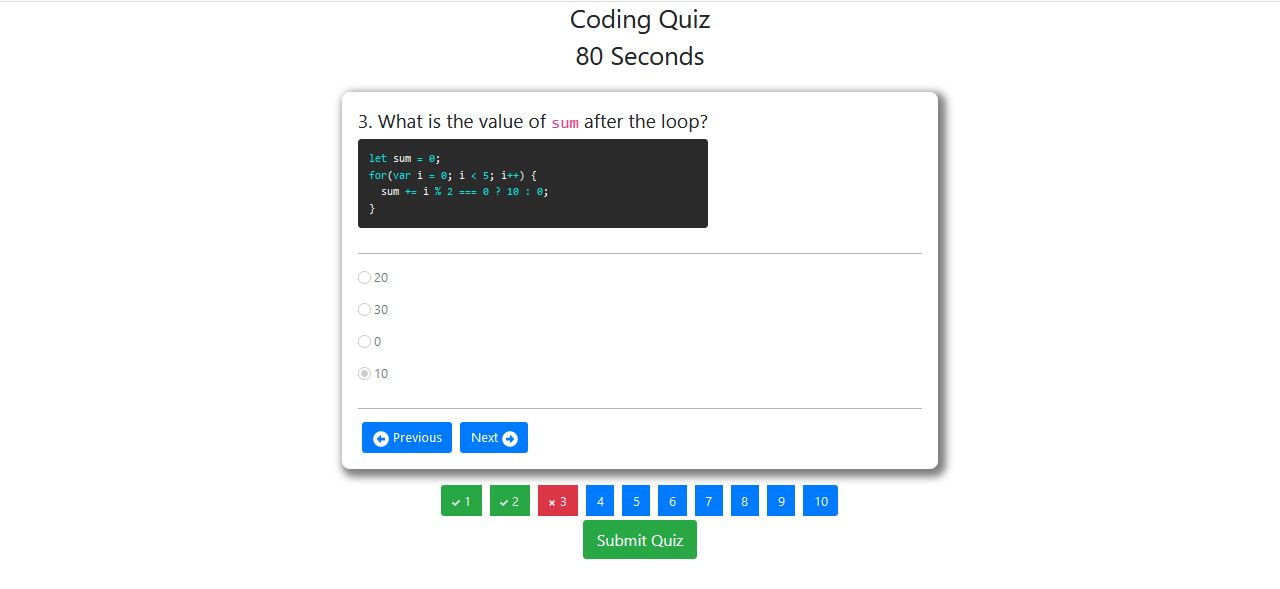 Coding Quiz
80 Seconds
3. What is the value of sum after the loop?
let sum = 0;
for(var i = 0; i < 5; i++) {
  sum += i % 2 === 0 ? 10 : 0;
}
20
30
0
10
Previous Next
1 2 3 4 5 6 7 8 9 10
Submit Quiz